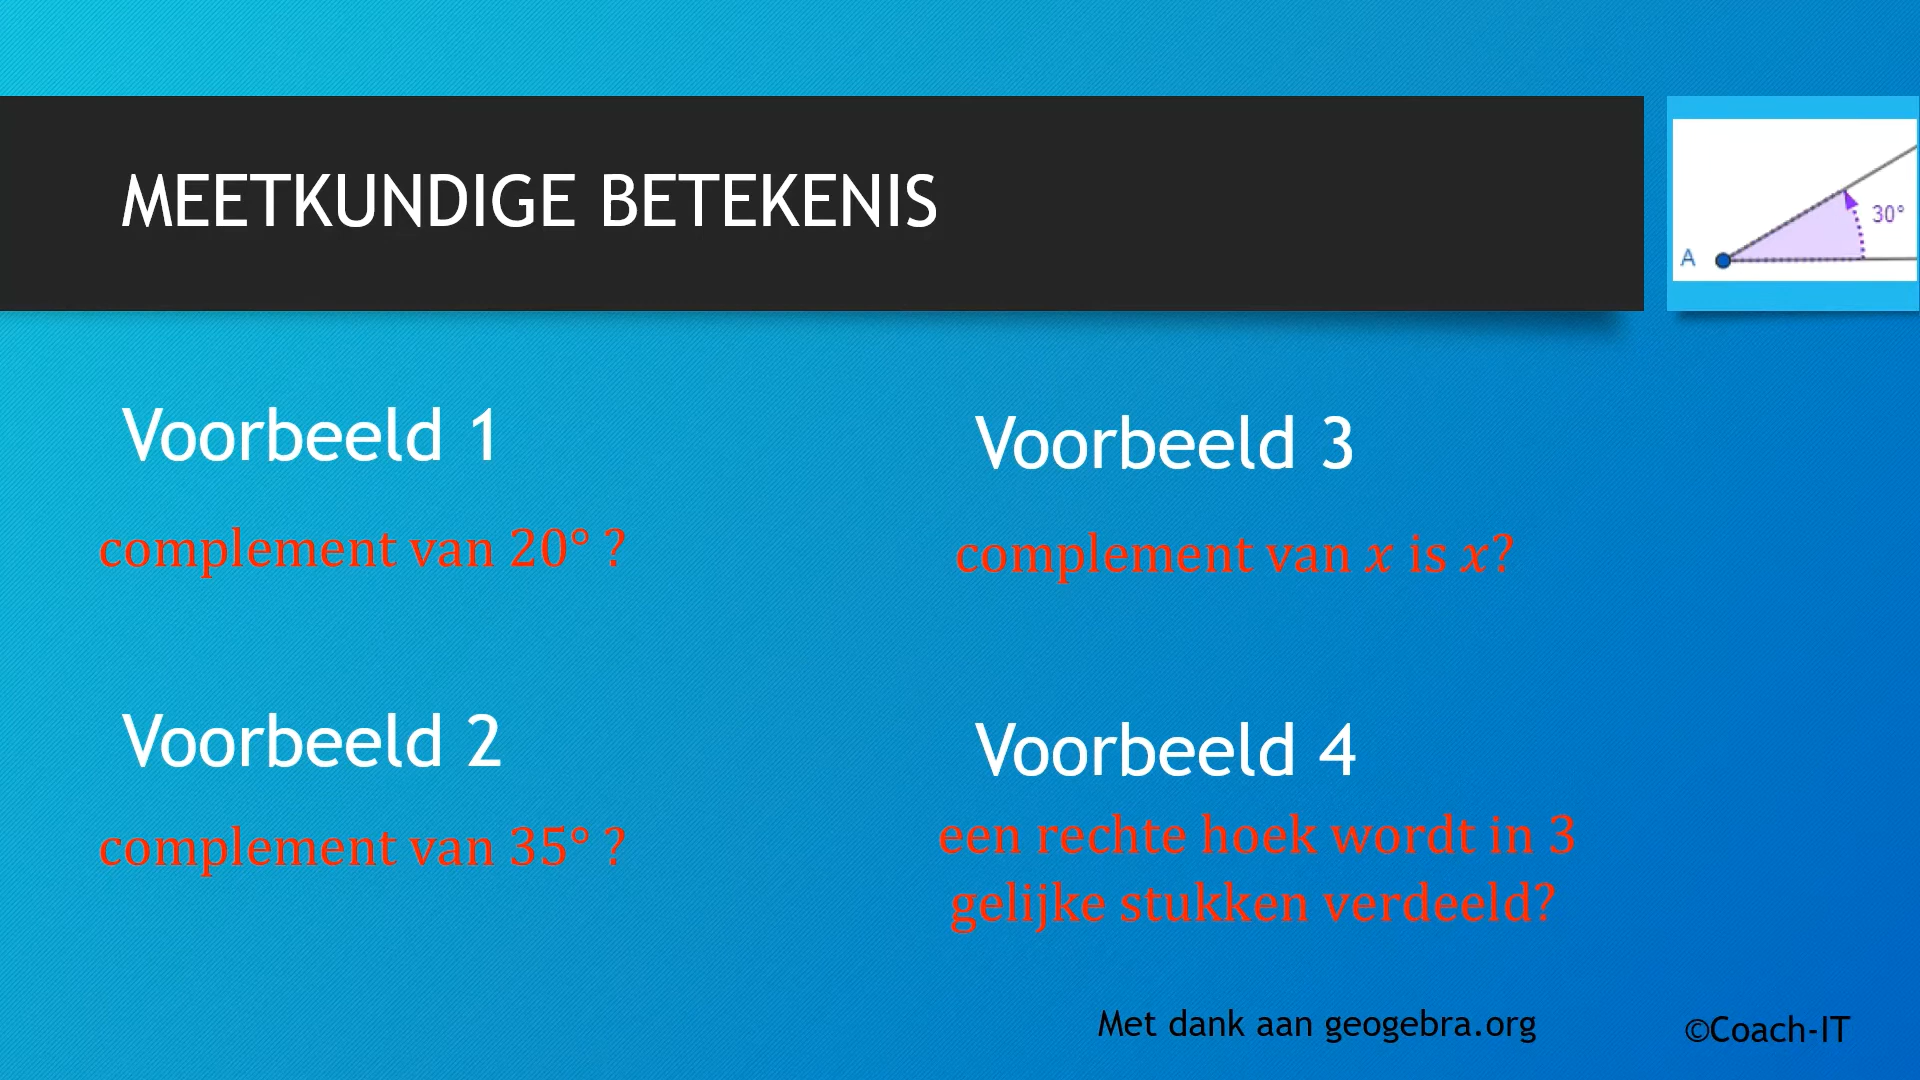 MEETKUNDIGE BETEKENIS
A
30°
Voorbeeld 1
complement van 20° ?
Voorbeeld 2
complement van 35° ?
Voorbeeld 3
complement van x is x?
Voorbeeld 4
een rechte hoek wordt in 3
gelijke stukken verdeeld?
Met dank aan geogebra.org
©Coach-IT